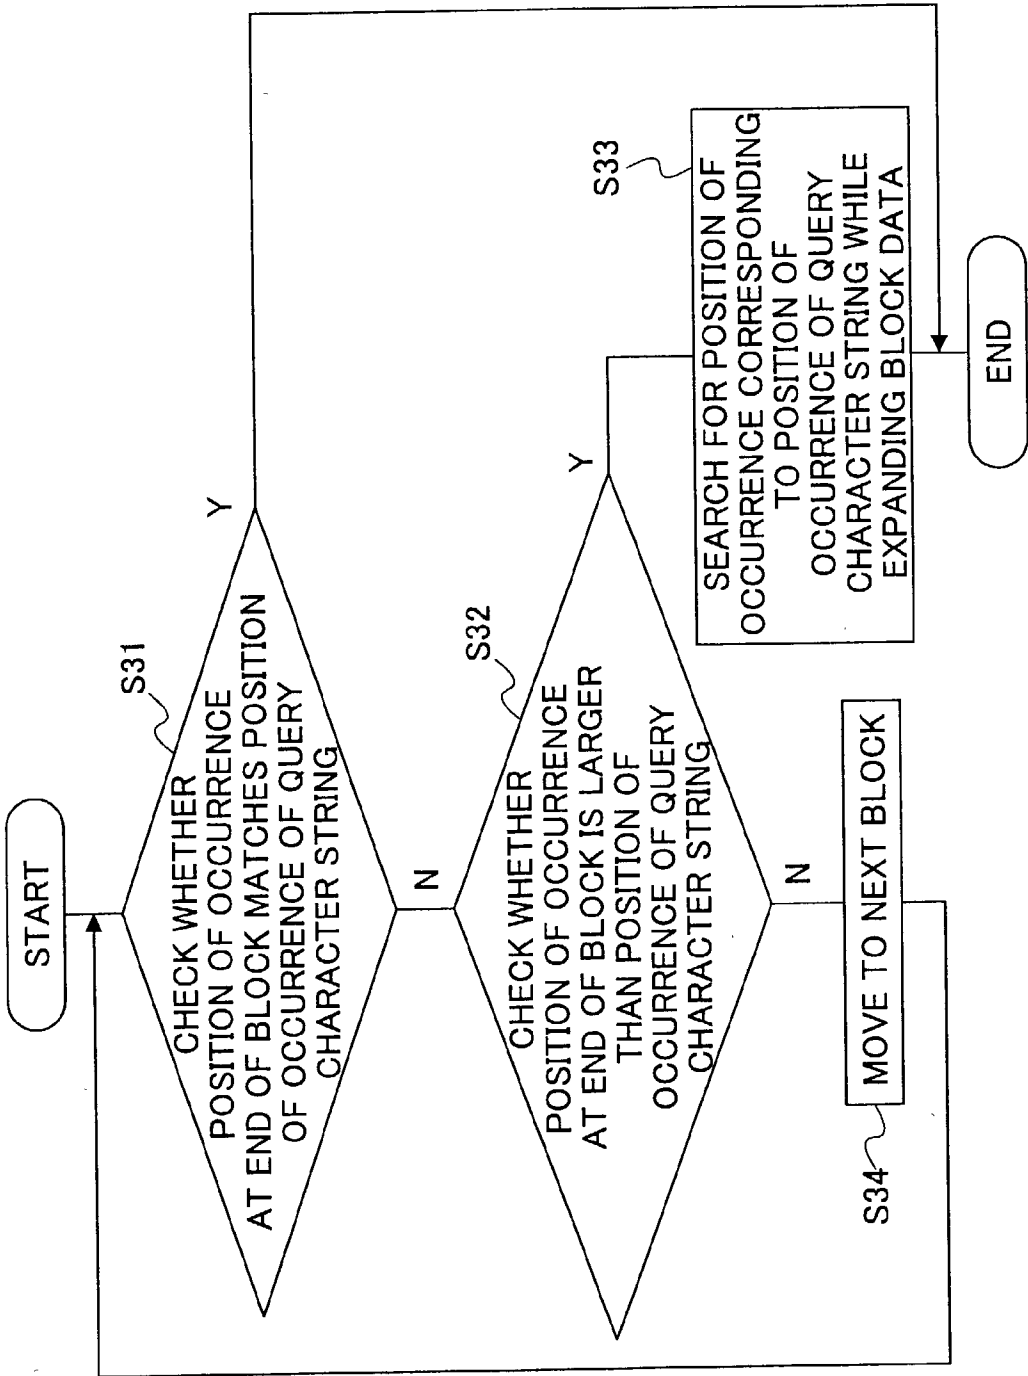 START
S31
CHECK WHETHER
POSITION OF OCCURRENCE
AT END OF BLOCK MATCHES POSITION
OF OCCURRENCE OF QUERY
CHARACTER STRING
Y
N
S32
CHECK WHETHER
POSITION OF OCCURRENCE
AT END OF BLOCK IS LARGER
THAN POSITION OF
OCCURRENCE OF QUERY
CHARACTER STRING
Y
N
S33
SEARCH FOR POSITION OF
OCCURRENCE CORRESPONDING
TO POSITION OF
OCCURRENCE OF QUERY
CHARACTER STRING WHILE
EXPANDING BLOCK DATA
S34
MOVE TO NEXT BLOCK
END